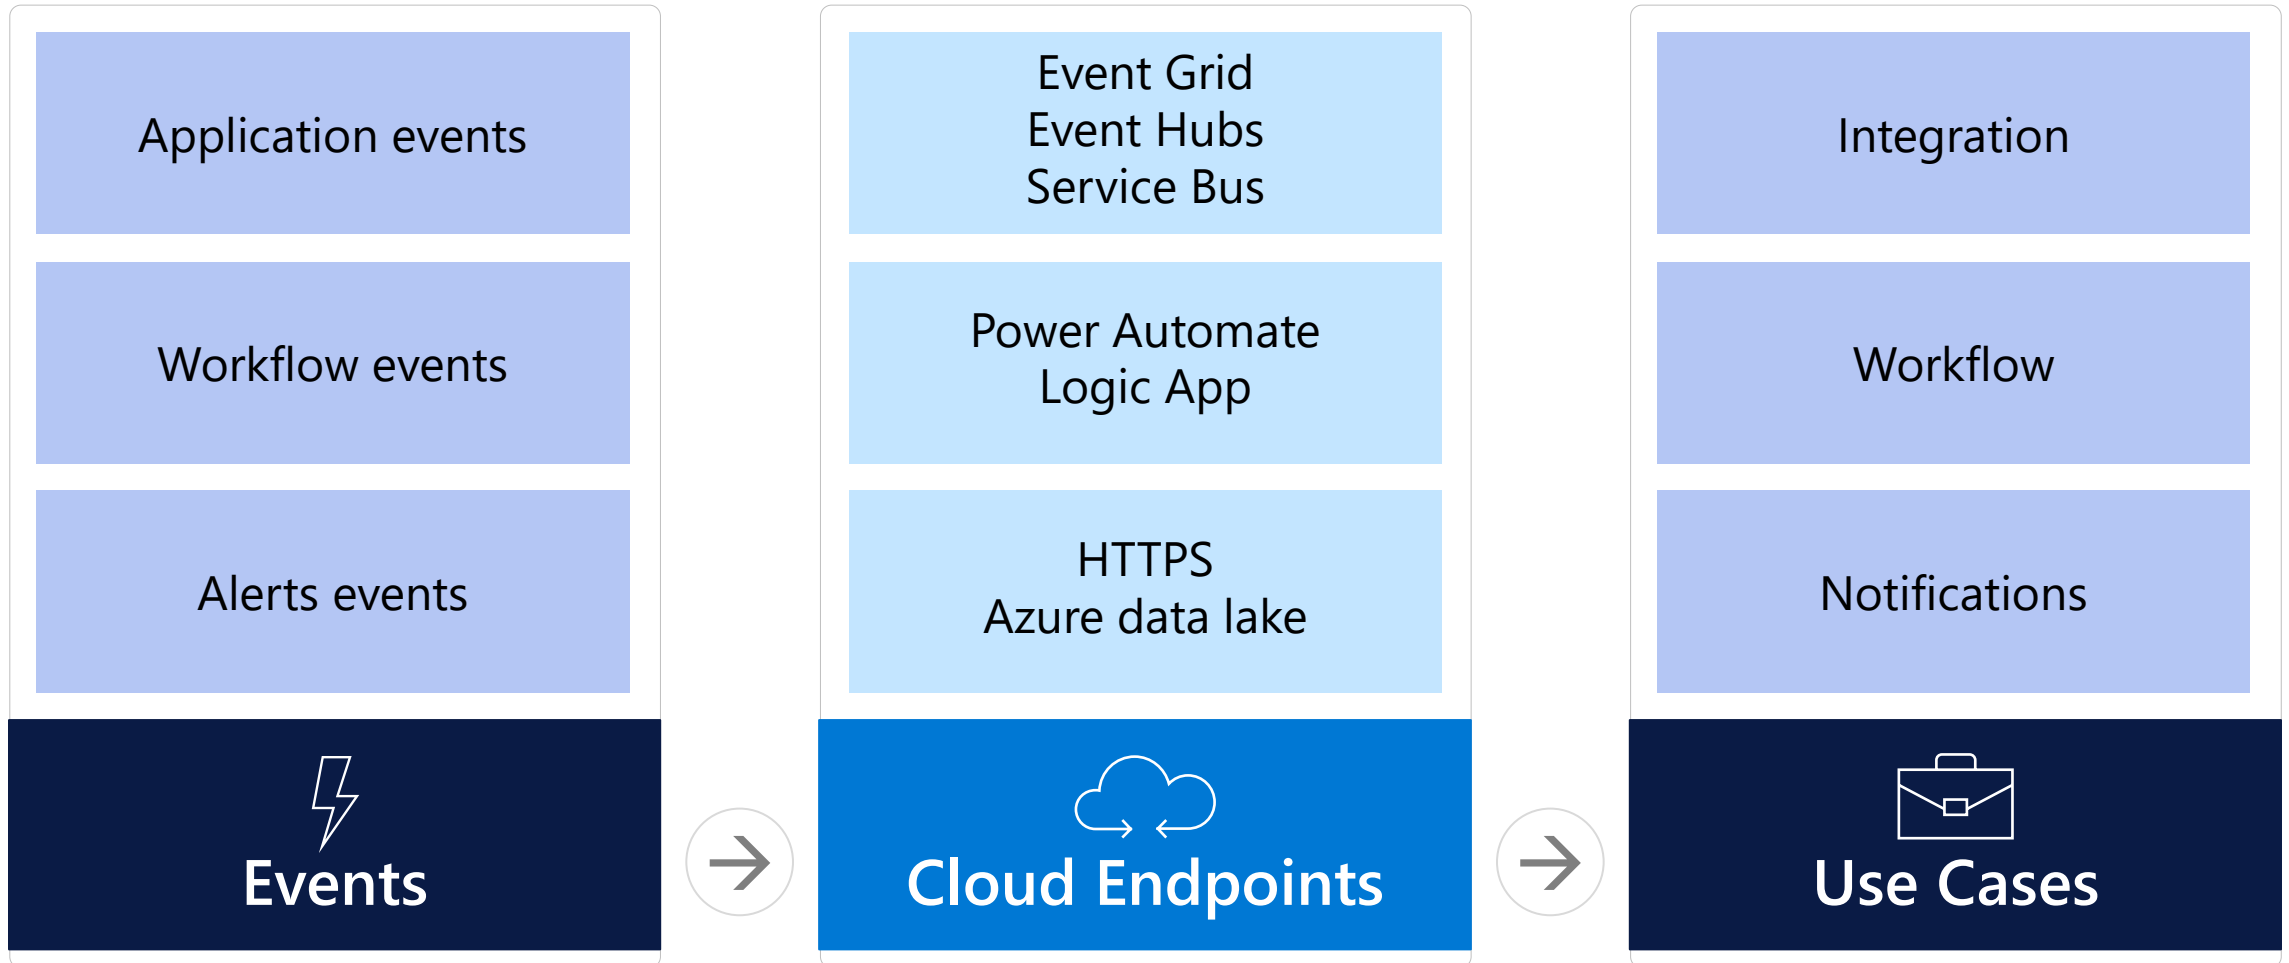 Application events
Workflow events
Alerts events
Events
Event Grid
Event Hubs
Service Bus
Power Automate
Logic App
HTTPS
Azure data lake
Cloud Endpoints
Integration
Workflow
Notifications
Use Cases